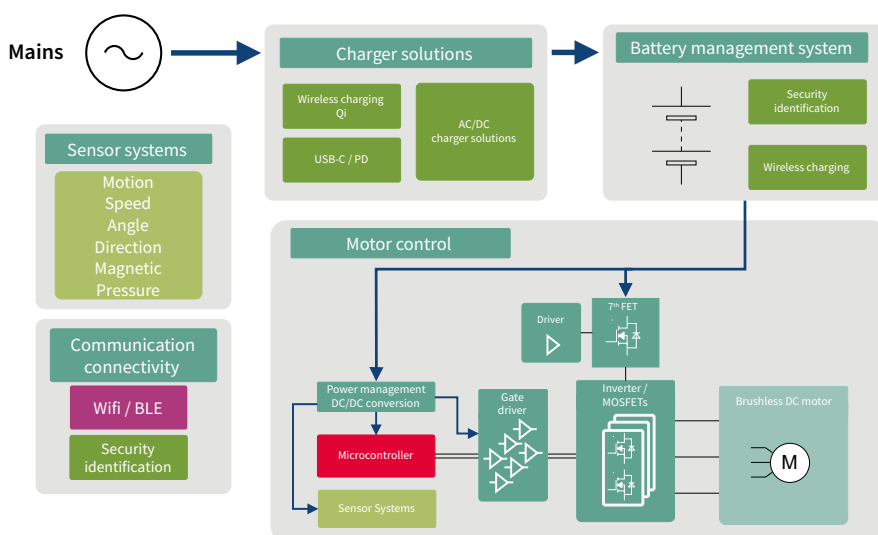 Mains
Charger solutions
Wireless charging
Qi
USB-C / PD
AC/DC
charger solutions
Battery management system
Security
identification
Wireless charging
Sensor systems
Motion
Speed
Angle
Direction
Magnetic
Pressure
Communication
connectivity
Wifi / BLE
Security
identification
Motor control
Driver
7th FET
Power management
DC/DC conversion
Microcontroller
Sensor Systems
Gate
driver
Inverter /
MOSFETs
Brushless DC motor
M